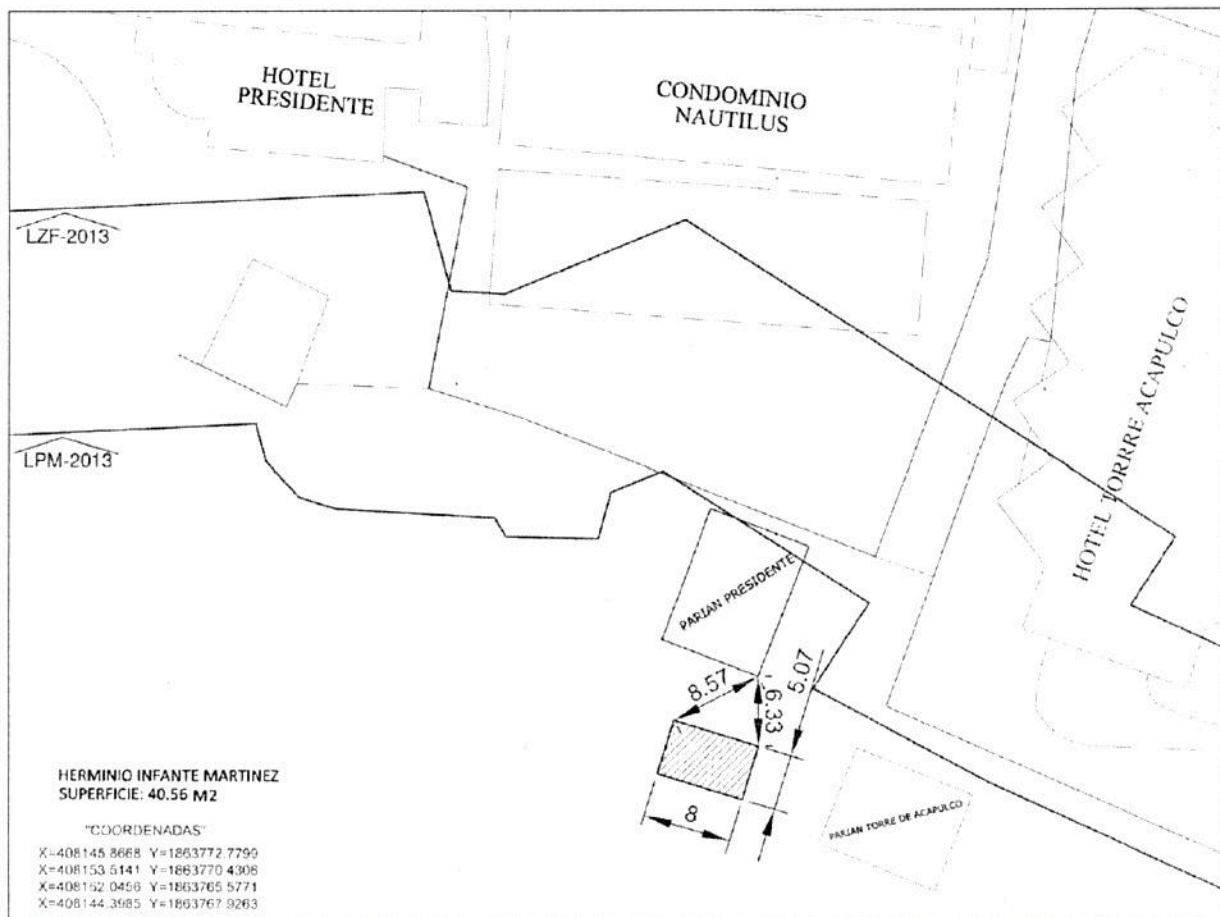 HOTEL
PRESIDENTE
CONDOMINIO
NAUTILUS
LZF-2013
LPM-2013
HOTEL TORRRE ACAPULCO
PARIAN PRESIDENTE
8.57
6.33
5.07
8
PARIAN TORRE DE ACAPULCO
HERMINIO INFANTE MARTINEZ
SUPERFICIE: 40.56 M2
"COORDENADAS"
X=408145.8668 Y=1863772.7799
X=408153.5141 Y=1863770.4306
X=408152.0456 Y=1863765.5771
X=408144.3985 Y=1863767.9263